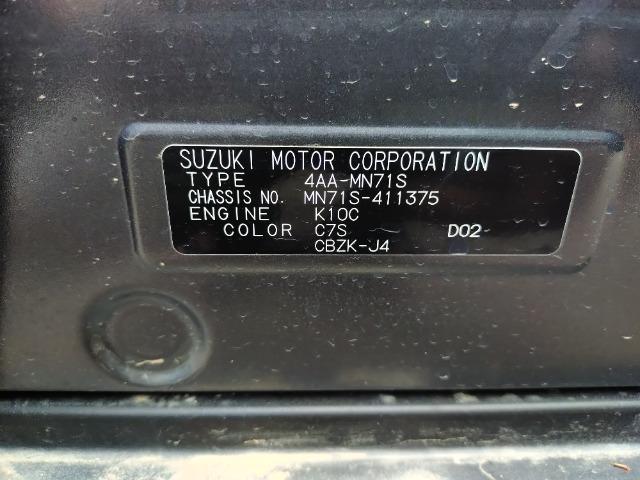 SUZUKI MOTOR CORPORATION
TYPE 4AA-MN71S
CHASSIS NO. MN71S-411375
ENGINE K10C
COLOR C7S D02-
CBZK-J4